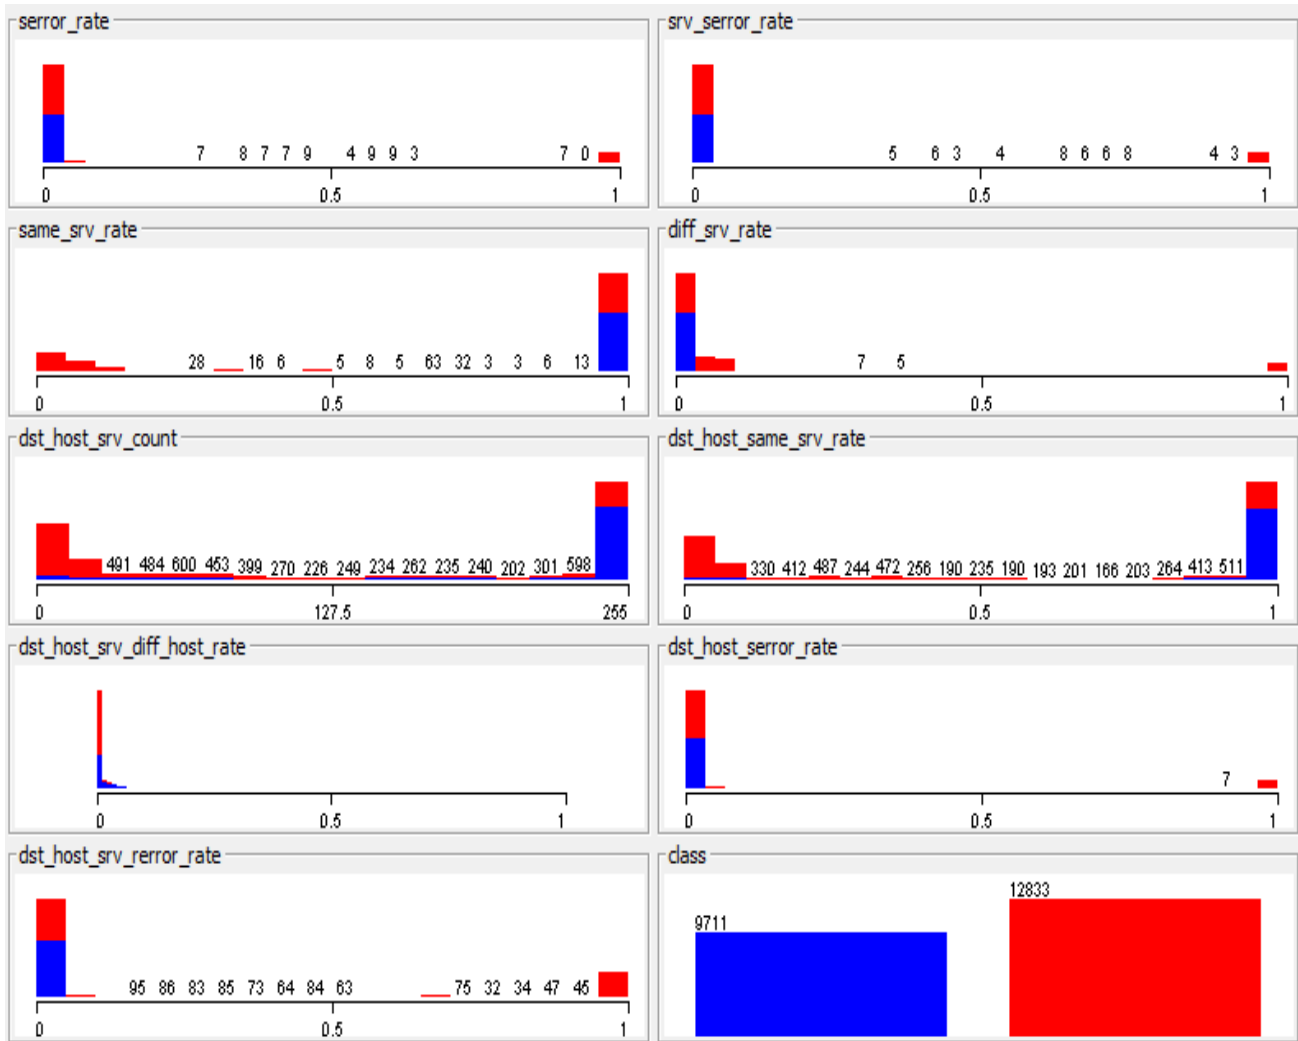 serror_rate
7 8 7 7 9 4 9 9 3 7 0
0 0.5 1
srv_serror_rate
5 6 3 4 8 6 6 8 4 3
0 0.5 1
same_srv_rate
28 16 6 5 8 5 63 32 3 3 6 13
0 0.5 1
diff_srv_rate
7 5
0 0.5 1
dst_host_srv_count
491 484 600 453 399 270 226 249 234 262 235 240 202 301 598
0 127.5 255
dst_host_same_srv_rate
330 412 487 244 472 256 190 235 190 193 201 166 203 264 413 511
0 0.5 1
dst_host_srv_diff_host_rate
0 0.5 1
dst_host_serror_rate
7
0 0.5 1
dst_host_srv_rerror_rate
95 86 83 85 73 64 84 63 75 32 34 47 45
0 0.5 1
class
9711
12833